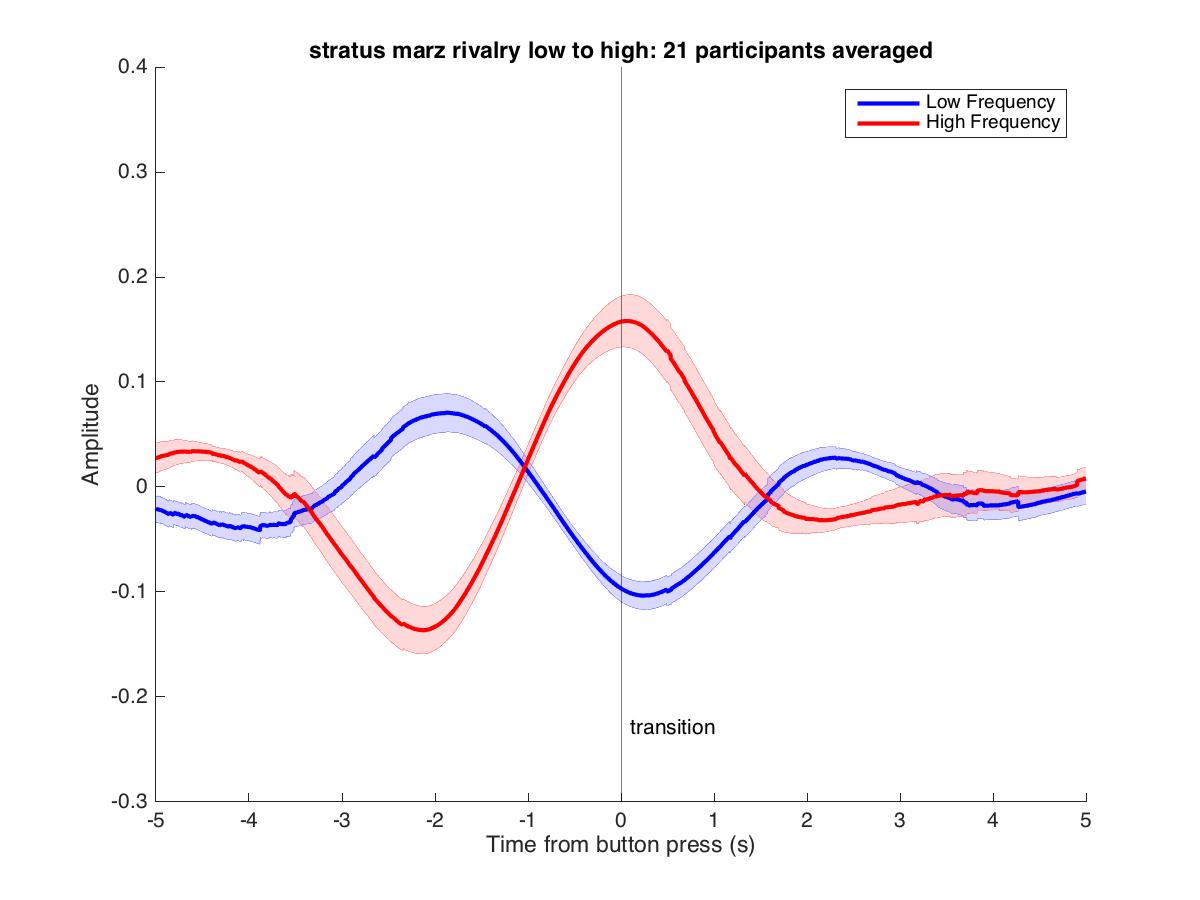 stratus marz rivalry low to high: 21 participants averaged
Low Frequency
High Frequency
0.4
0.3
0.2
0.1
0
-0.1
-0.2
-0.3
Amplitude
transition
-5 -4 -3 -2 -1 0 1 2 3 4 5
Time from button press (s)